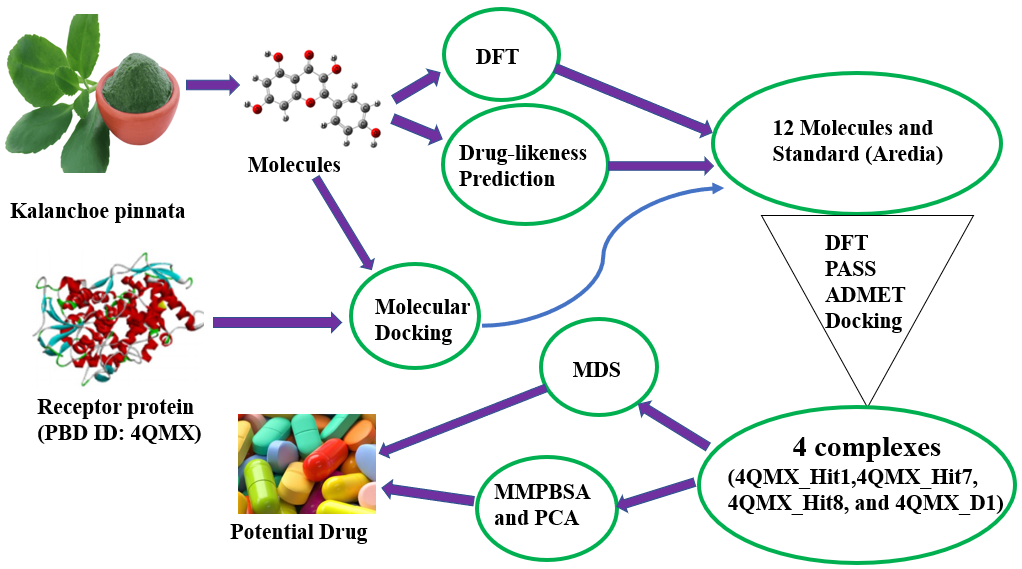 Kalanchoe pinnata
Molecules
DFT
Drug-likeness
Prediction
12 Molecules and
Standard (Aredia)
Receptor protein
(PBD ID: 4QMX)
Molecular
Docking
DFT
PASS
ADMET
Docking
4 complexes
(4QMX_Hit1,4QMX_Hit7,
4QMX_Hit8, and 4QMX_D1)
MDS
MMPBSA
and PCA
Potential Drug